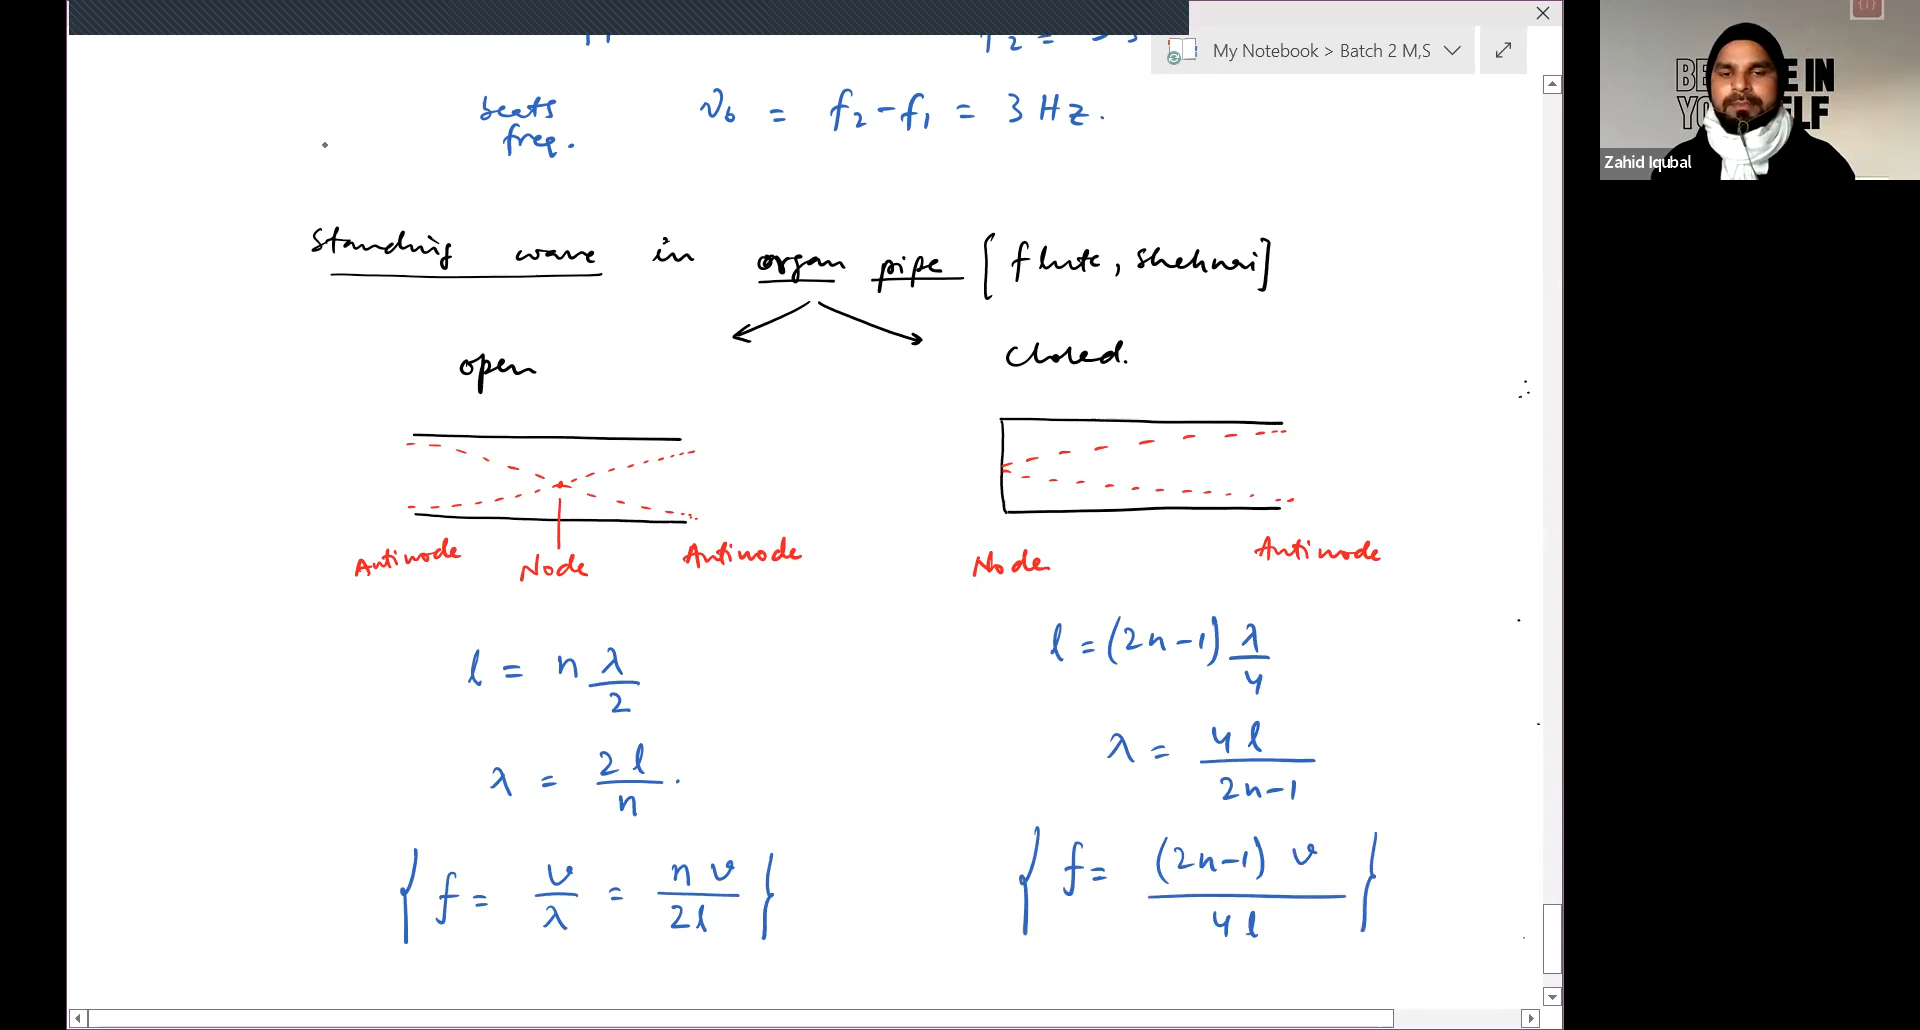 My Notebook > Batch 2 M,S
beats freq. ν_b = f₂ - f₁ = 3 Hz.
Standing wave in organ pipe [flute, shehnai]
open
closed.
Antinode Node Antinode
Node Antinode
l = n λ/2
λ = 2l/n.
{ f = v/λ = nv/2l }
l = (2n-1) λ/4
λ = 4l/2n-1
{ f = (2n-1) v/4l }
Zahid Iqubal